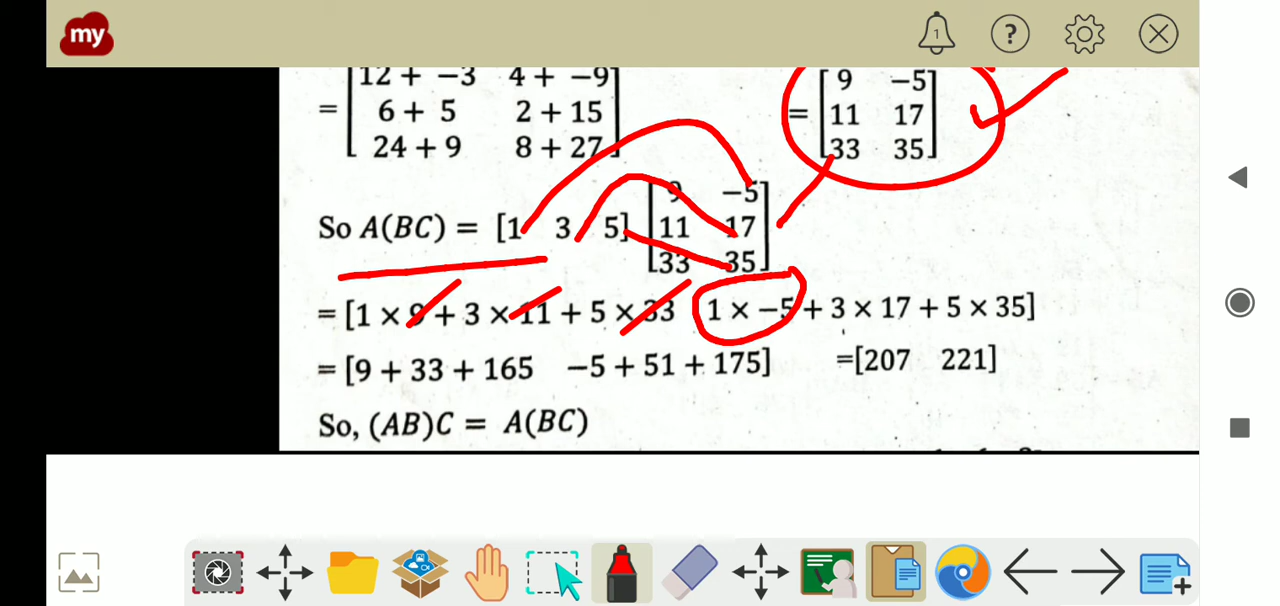 my
1
?
= [12 + −3 4 + −9
6 + 5 2 + 15
24 + 9 8 + 27]
= [9 −5
11 17
33 35]
So A(BC) = [1 3 5] [9 −5
11 17
33 35]
= [1 × 9 + 3 × 11 + 5 × 33 1 × −5 + 3 × 17 + 5 × 35]
= [9 + 33 + 165 −5 + 51 + 175] =[207 221]
So, (AB)C = A(BC)